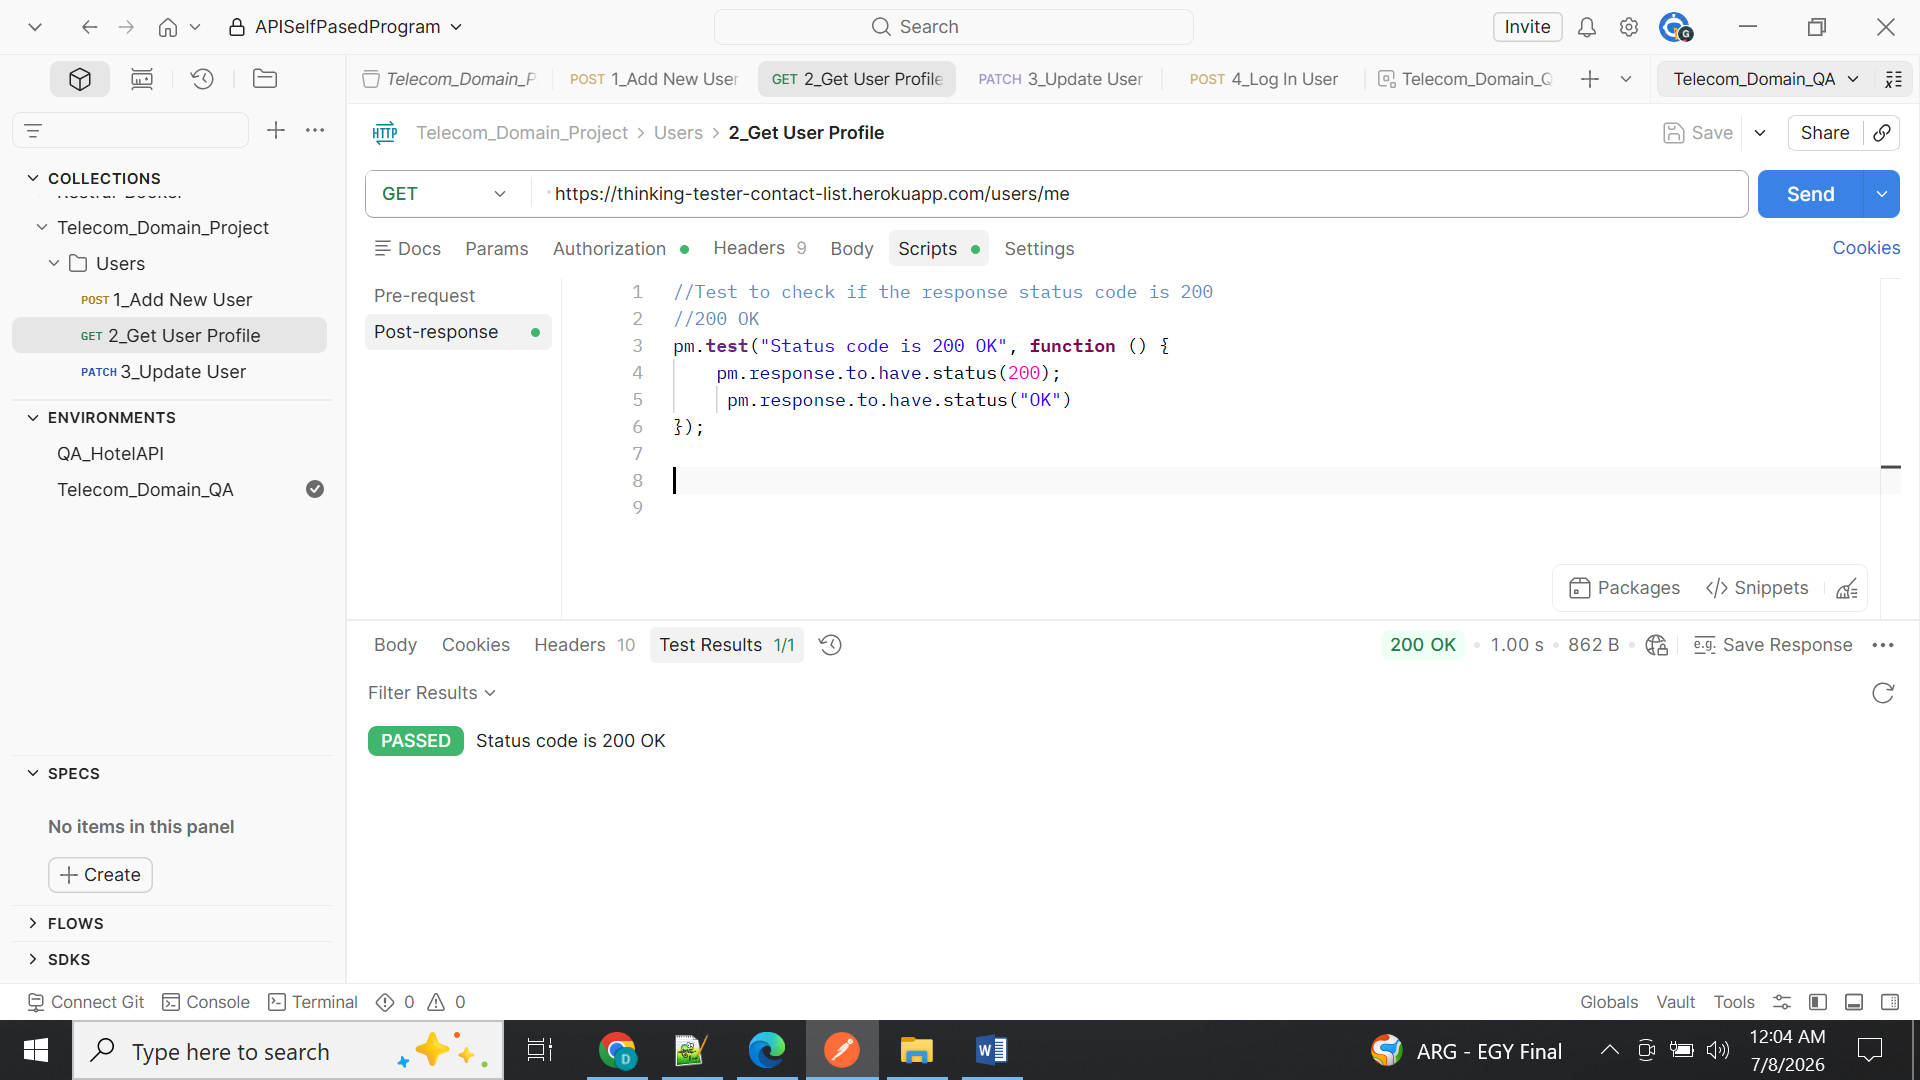 APISelfPasedProgram
Search
Invite
Telecom_Domain_P
POST 1_Add New User
GET 2_Get User Profile
PATCH 3_Update User
POST 4_Log In User
Telecom_Domain_Q
Telecom_Domain_QA
HTTP Telecom_Domain_Project > Users > 2_Get User Profile
Save
Share
COLLECTIONS
Telecom_Domain_Project
Users
POST 1_Add New User
GET 2_Get User Profile
PATCH 3_Update User
ENVIRONMENTS
QA_HotelAPI
Telecom_Domain_QA
SPECS
No items in this panel
Create
FLOWS
SDKS
GET https://thinking-tester-contact-list.herokuapp.com/users/me
Send
Docs Params Authorization Headers 9 Body Scripts Settings
Cookies
Pre-request
Post-response
1 //Test to check if the response status code is 200
2 //200 OK
3 pm.test("Status code is 200 OK", function () {
4 pm.response.to.have.status(200);
5 pm.response.to.have.status("OK")
6 });
7
8
9
Packages
Snippets
Body Cookies Headers 10 Test Results 1/1
200 OK • 1.00 s • 862 B
e.g. Save Response
Filter Results
PASSED Status code is 200 OK
Connect Git Console Terminal 0 0
Globals Vault Tools
Type here to search
ARG - EGY Final
12:04 AM
7/8/2026